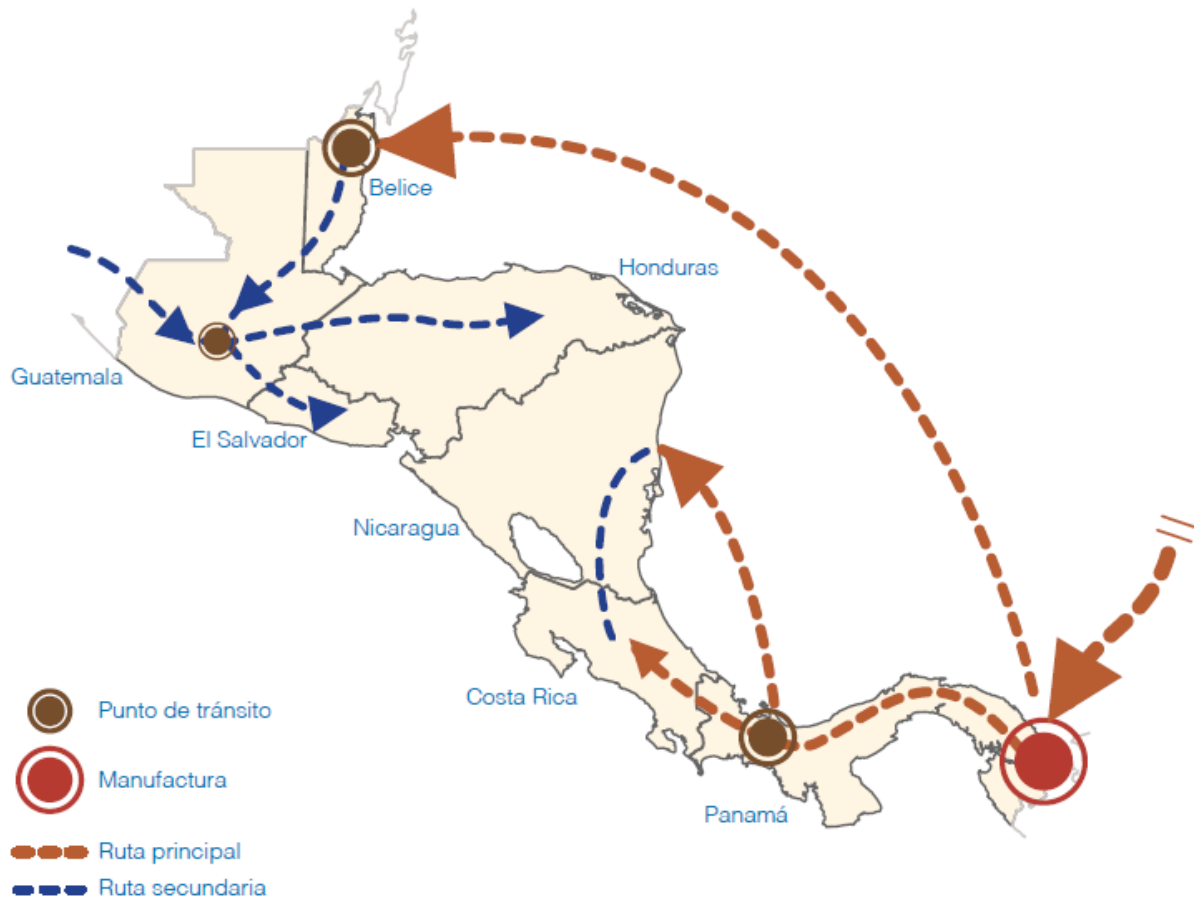 Belice
Honduras
Guatemala
El Salvador
Nicaragua
Costa Rica
Panamá
Punto de tránsito
Manufactura
Ruta principal
Ruta secundaria